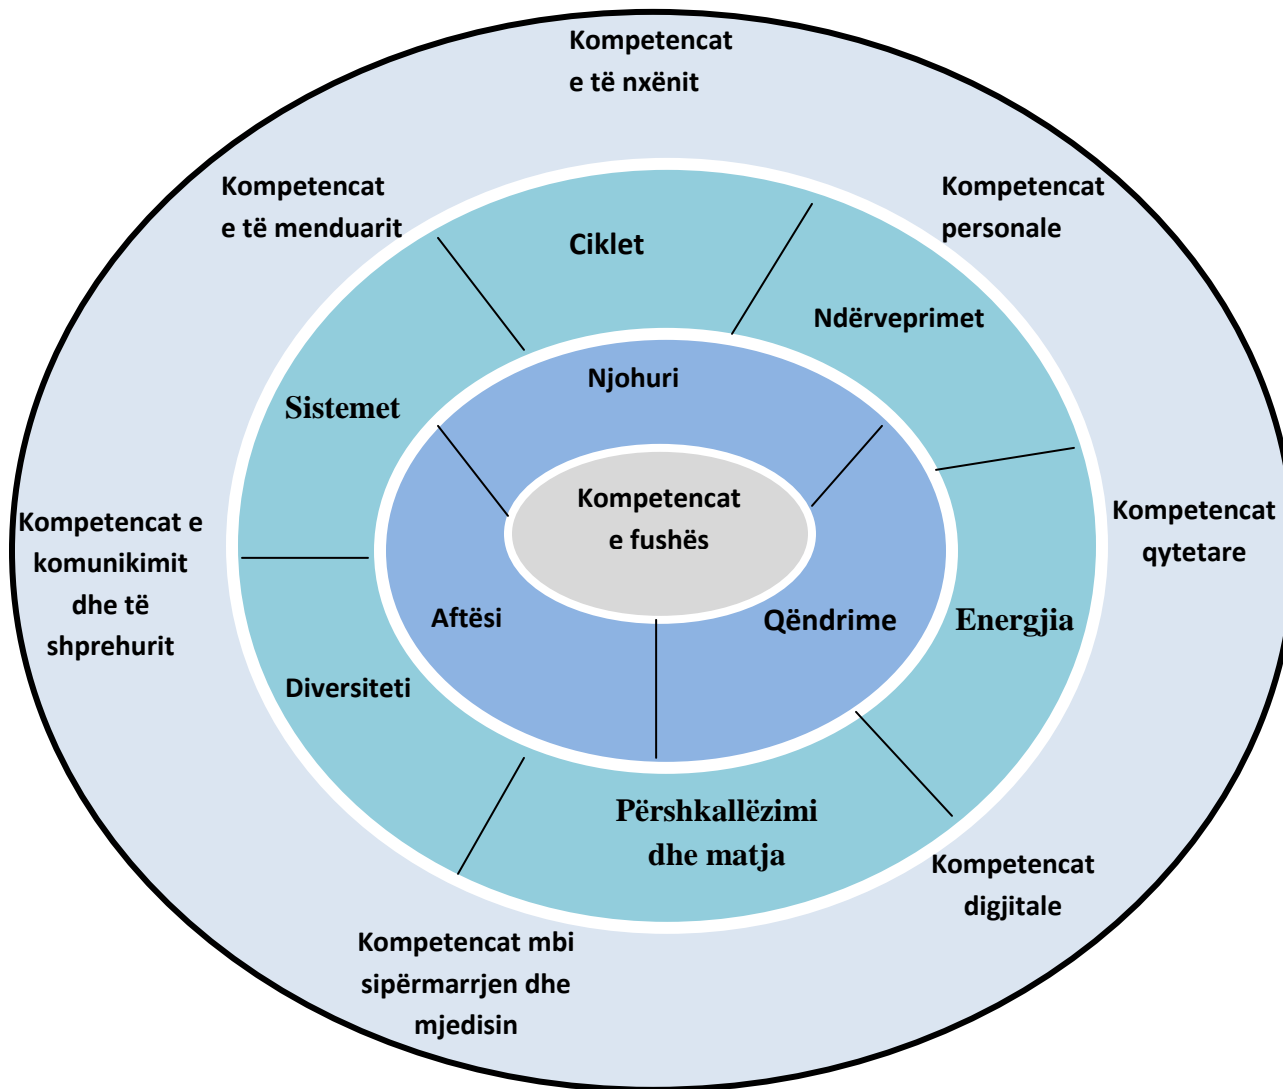 Kompetencat
e të nxënit
Kompetencat
e të menduarit
Kompetencat
personale
Ciklet
Ndërveprimet
Njohuri
Sistemet
Kompetencat
e fushës
Kompetencat e
komunikimit
dhe të
shprehurit
Kompetencat
qytetare
Aftësi
Qëndrime
Energjia
Diversiteti
Përshkallëzimi
dhe matja
Kompetencat
digjitale
Kompetencat mbi
sipërmarrjen dhe
mjedisin